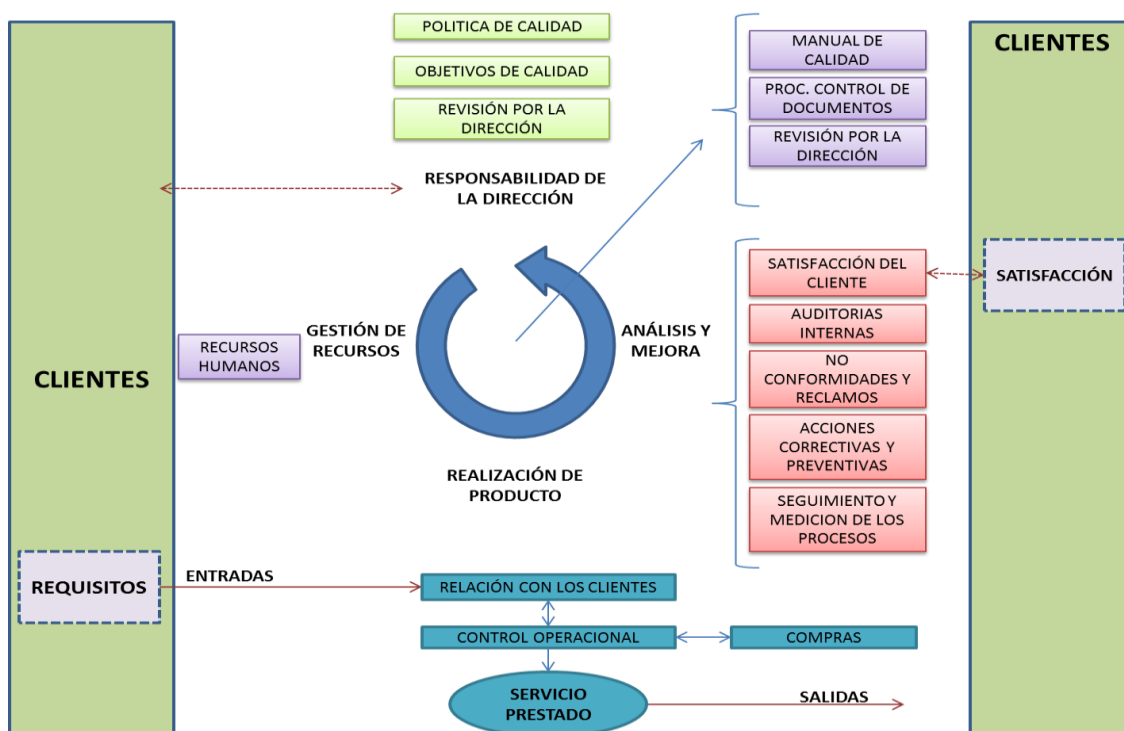 POLITICA DE CALIDAD
OBJETIVOS DE CALIDAD
REVISIÓN POR LA
DIRECCIÓN
MANUAL DE
CALIDAD
PROC. CONTROL DE
DOCUMENTOS
REVISIÓN POR LA
DIRECCIÓN
CLIENTES
RESPONSABILIDAD DE
LA DIRECCIÓN
SATISFACCIÓN DEL
CLIENTE
SATISFACCIÓN
AUDITORIAS
INTERNAS
NO
CONFORMIDADES Y
RECLAMOS
ACCIONES
CORRECTIVAS Y
PREVENTIVAS
SEGUIMIENTO Y
MEDICION DE LOS
PROCESOS
GESTIÓN DE
RECURSOS
ANÁLISIS Y
MEJORA
RECURSOS
HUMANOS
CLIENTES
REALIZACIÓN DE
PRODUCTO
REQUISITOS
ENTRADAS
RELACIÓN CON LOS CLIENTES
CONTROL OPERACIONAL
COMPRAS
SERVICIO
PRESTADO
SALIDAS